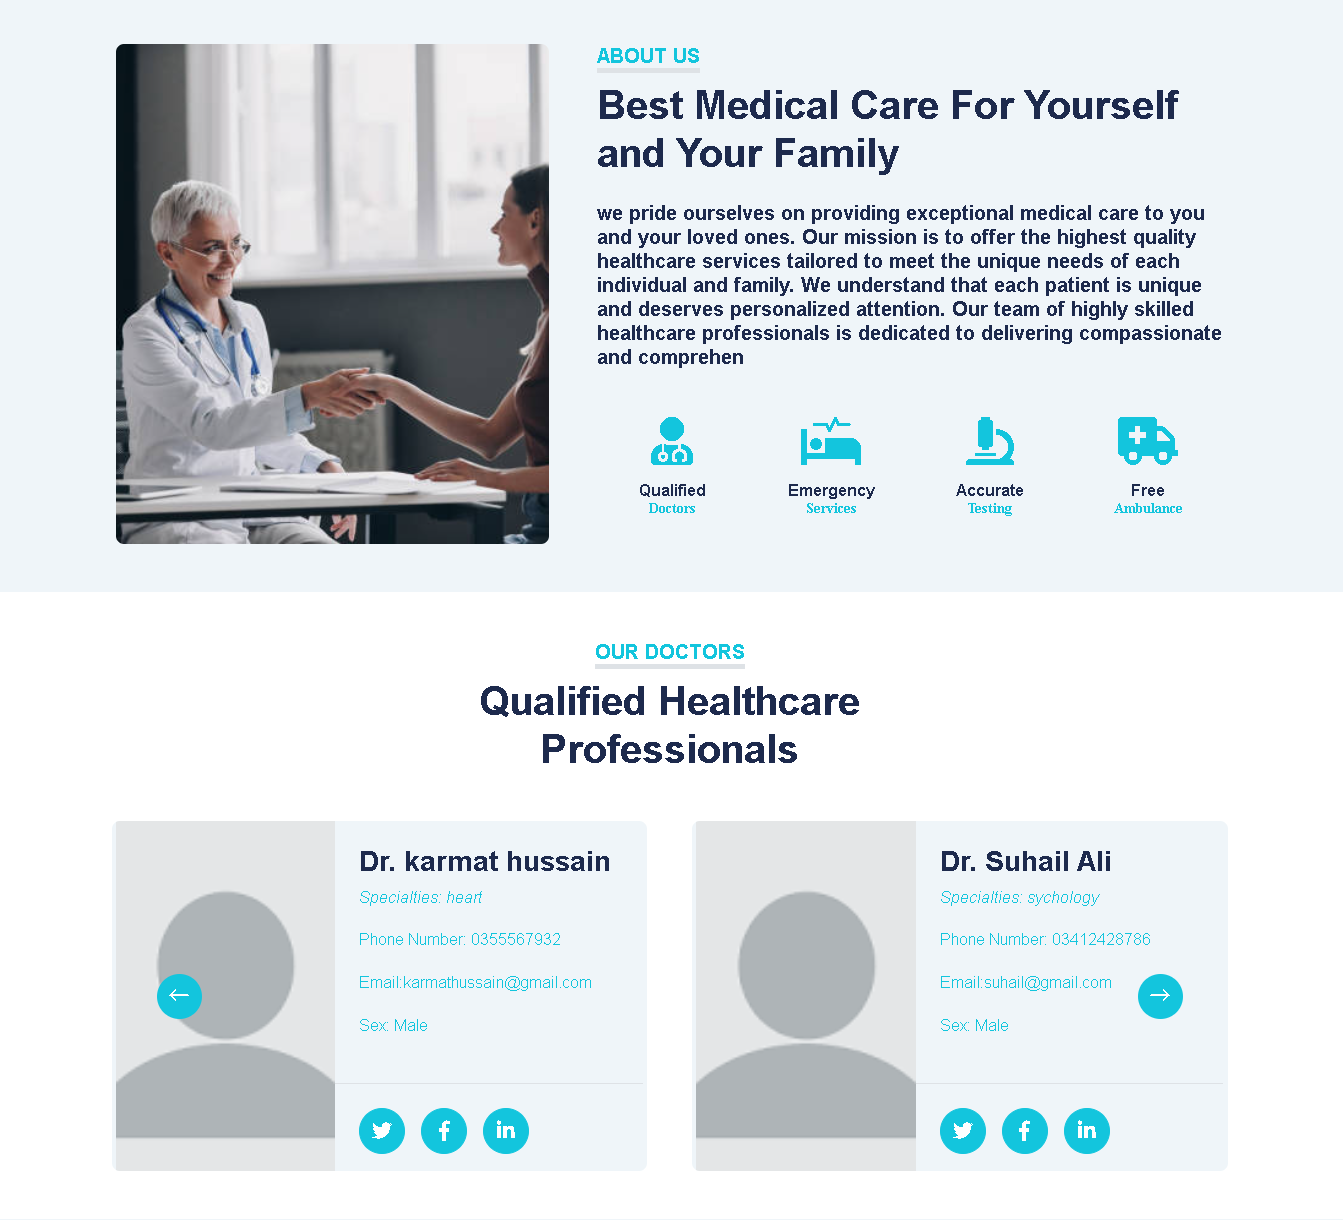 ABOUT US
Best Medical Care For Yourself
and Your Family
we pride ourselves on providing exceptional medical care to you
and your loved ones. Our mission is to offer the highest quality
healthcare services tailored to meet the unique needs of each
individual and family. We understand that each patient is unique
and deserves personalized attention. Our team of highly skilled
healthcare professionals is dedicated to delivering compassionate
and comprehen
Qualified
Doctors
Emergency
Services
Accurate
Testing
Free
Ambulance
OUR DOCTORS
Qualified Healthcare
Professionals
Dr. karmat hussain
Specialties: heart
Phone Number: 0355567932
Email:karmathussain@gmail.com
Sex: Male
Dr. Suhail Ali
Specialties: sychology
Phone Number: 03412428786
Email:suhail@gmail.com
Sex: Male